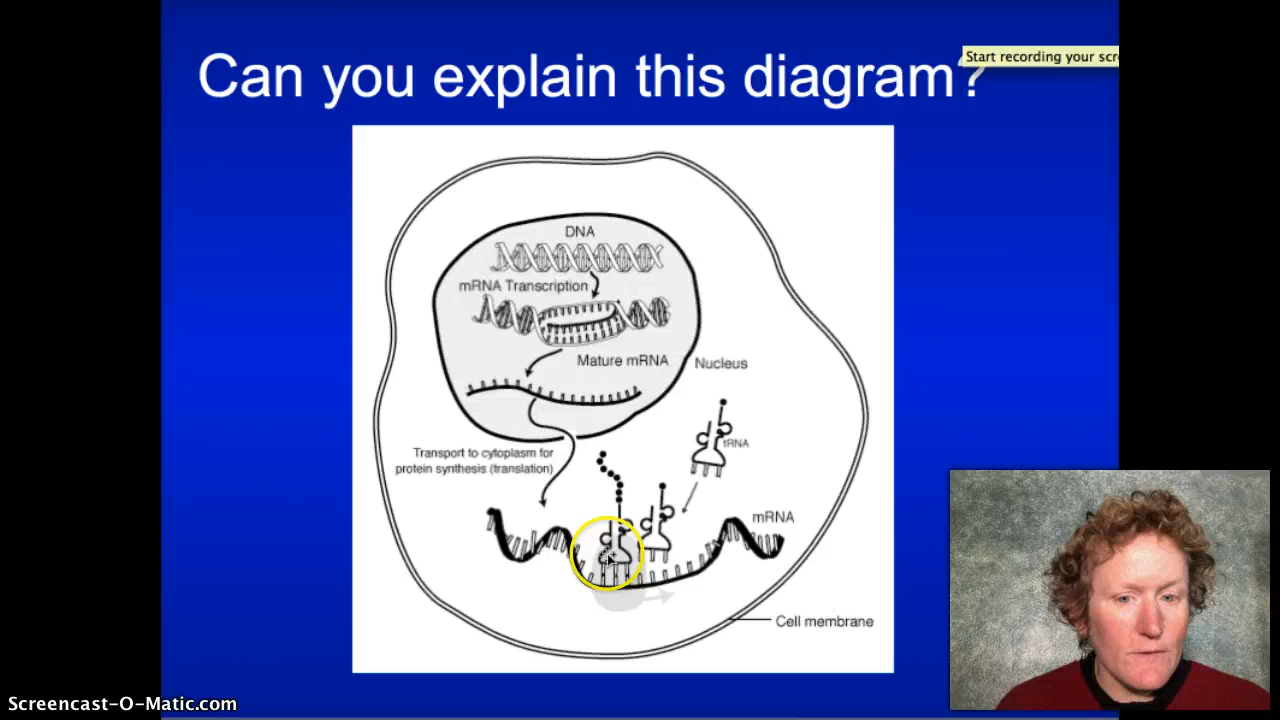 Can you explain this diagram?
Start recording your
DNA
mRNA Transcription
Mature mRNA
Nucleus
tRNA
Transport to cytoplasm for
protein synthesis (translation)
mRNA
Cell membrane
Screencast-O-Matic.com